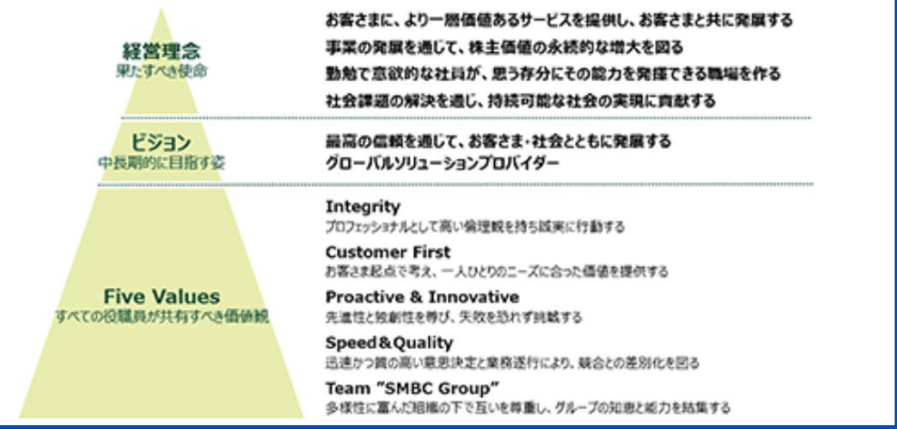 経営理念
果たすべき使命
お客さまに、より一層価値あるサービスを提供し、お客さまと共に発展する
事業の発展を通じて、株主価値の永続的な増大を図る
勤勉で意欲的な社員が、思う存分にその能力を発揮できる職場を作る
社会課題の解決を通じ、持続可能な社会の実現に貢献する
ビジョン
中長期的に目指す姿
最高の信頼を通じて、お客さま・社会とともに発展する
グローバルソリューションプロバイダー
Five Values
すべての役職員が共有すべき価値観
Integrity
プロフェッショナルとして高い倫理観を持ち誠実に行動する
Customer First
お客さま起点で考え、一人ひとりのニーズに合った価値を提供する
Proactive & Innovative
先進性と独創性を尊び、失敗を恐れず挑戦する
Speed&Quality
迅速かつ質の高い意思決定と業務遂行により、競合との差別化を図る
Team "SMBC Group"
多様性に富んだ組織の下で互いを尊重し、グループの知恵と能力を結集する